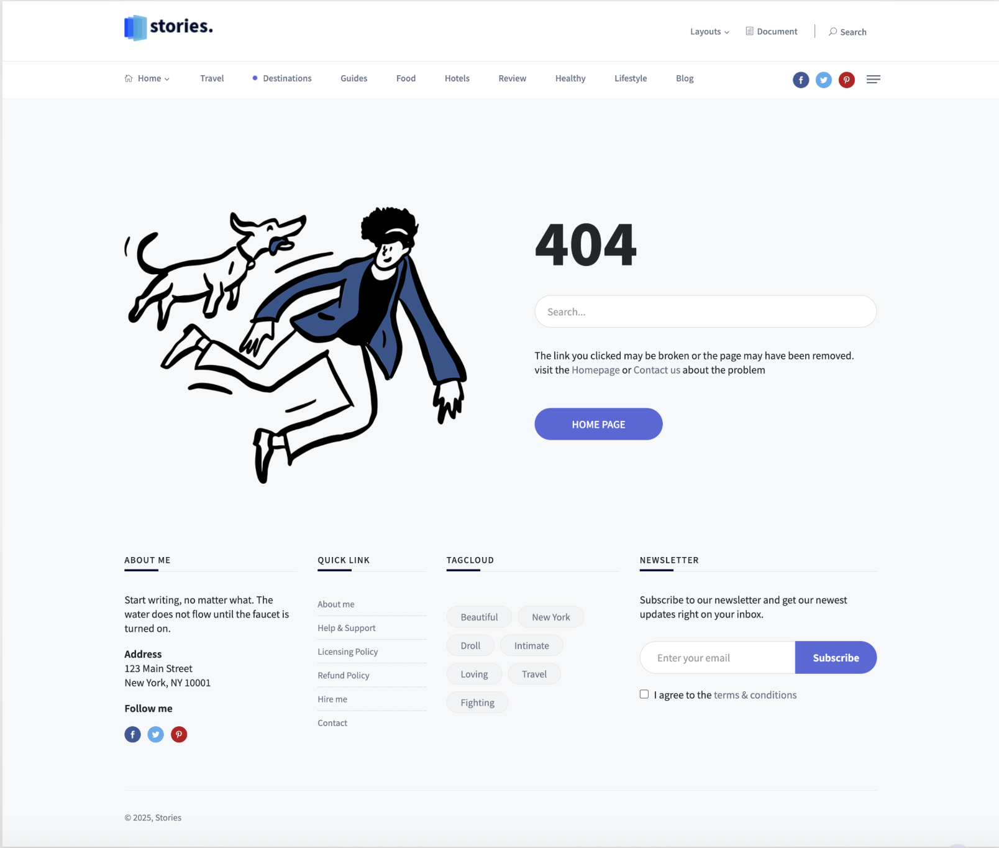 stories.
Layouts
Document
Search
Home
Travel
Destinations
Guides
Food
Hotels
Review
Healthy
Lifestyle
Blog
404
Search...
The link you clicked may be broken or the page may have been removed.
visit the Homepage or Contact us about the problem
HOME PAGE
ABOUT ME
Start writing, no matter what. The
water does not flow until the faucet is
turned on.
Address
123 Main Street
New York, NY 10001
Follow me
QUICK LINK
About me
Help & Support
Licensing Policy
Refund Policy
Hire me
Contact
TAGCLOUD
Beautiful
New York
Droll
Intimate
Loving
Travel
Fighting
NEWSLETTER
Subscribe to our newsletter and get our newest
updates right on your inbox.
Enter your email
Subscribe
I agree to the terms & conditions
© 2025, Stories